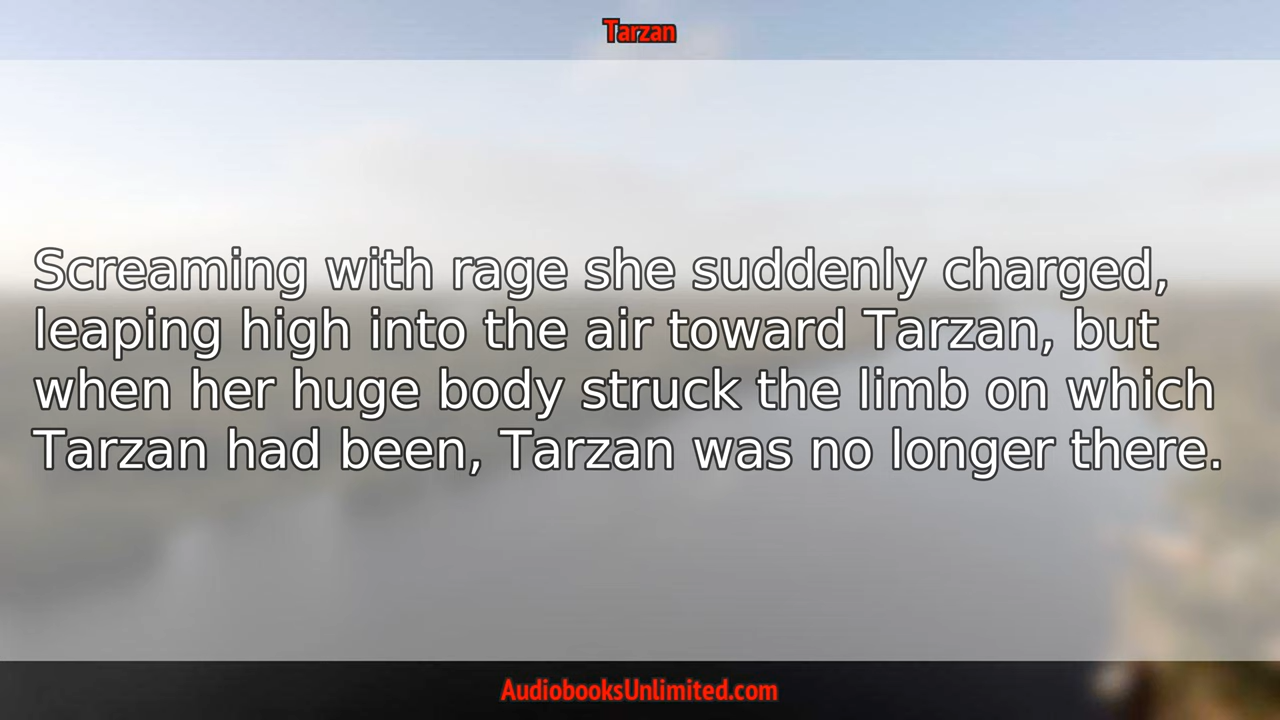 Tarzan
Screaming with rage she suddenly charged,
leaping high into the air toward Tarzan, but
when her huge body struck the limb on which
Tarzan had been, Tarzan was no longer there.
AudiobooksUnlimited.com